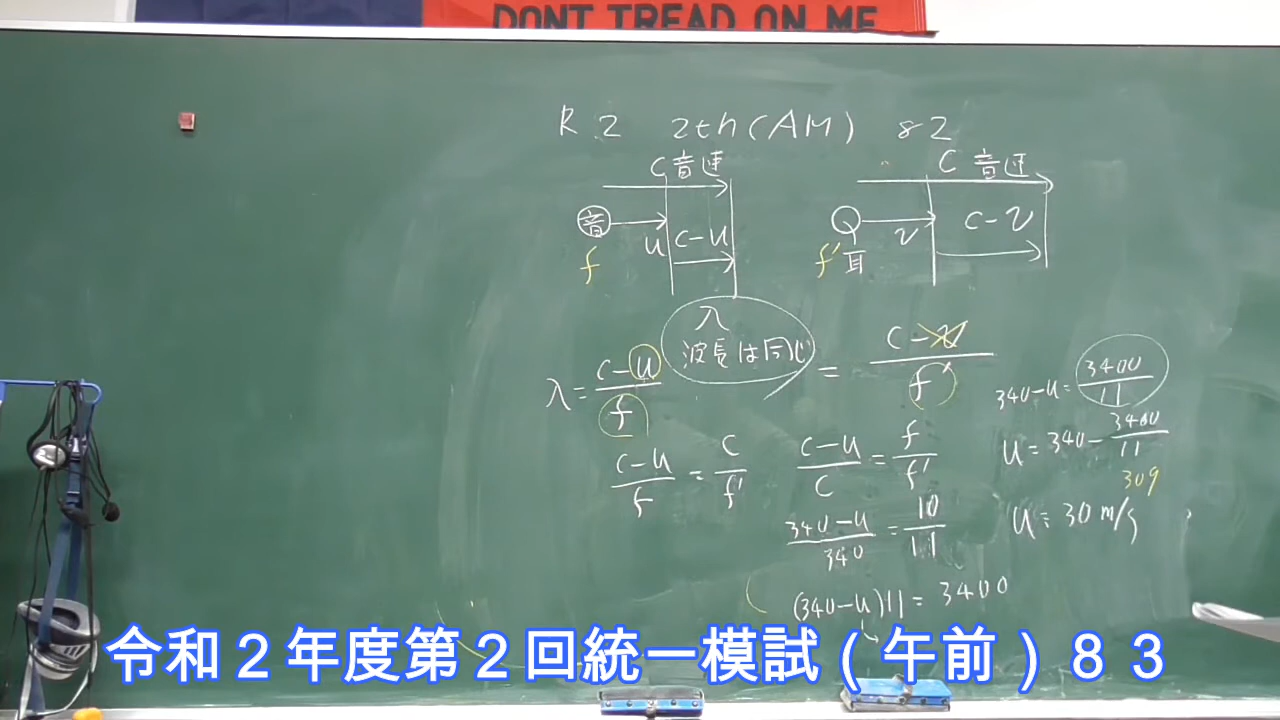 DONT TREAD ON ME
R.2 2th(AM) 82
C音速
音 u c-u
f
C 音速
v c-v
f' 耳
λ
波長は同じ
λ = (c-u)/f = (c-v)/f'
(c-u)/f = c/f'
(c-u)/c = f/f'
(340-u)/340 = 10/11
(340-u)11 = 3400
340-u = 3400/11
u = 340 - 3400/11
309
u ≒ 30 m/s
令和2年度第2回統一模試(午前)83